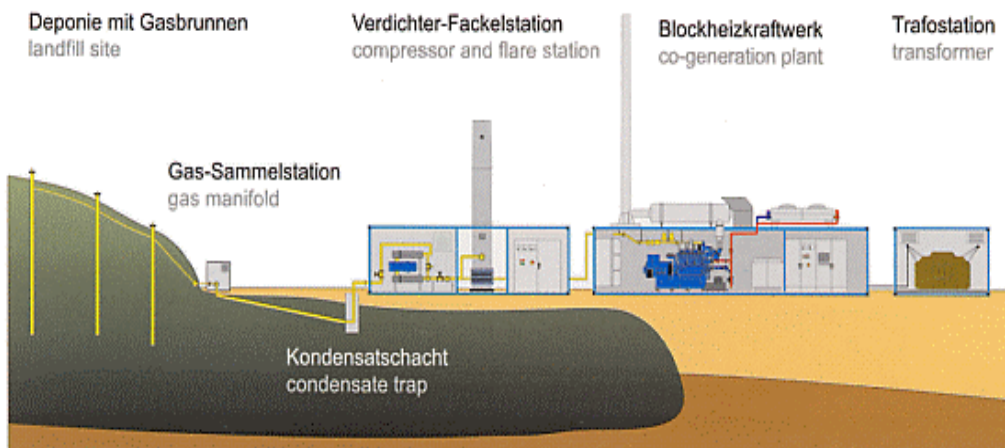 Deponie mit Gasbrunnen
landfill site
Verdichter-Fackelstation
compressor and flare station
Blockheizkraftwerk
co-generation plant
Trafostation
transformer
Gas-Sammelstation
gas manifold
Kondensatschacht
condensate trap